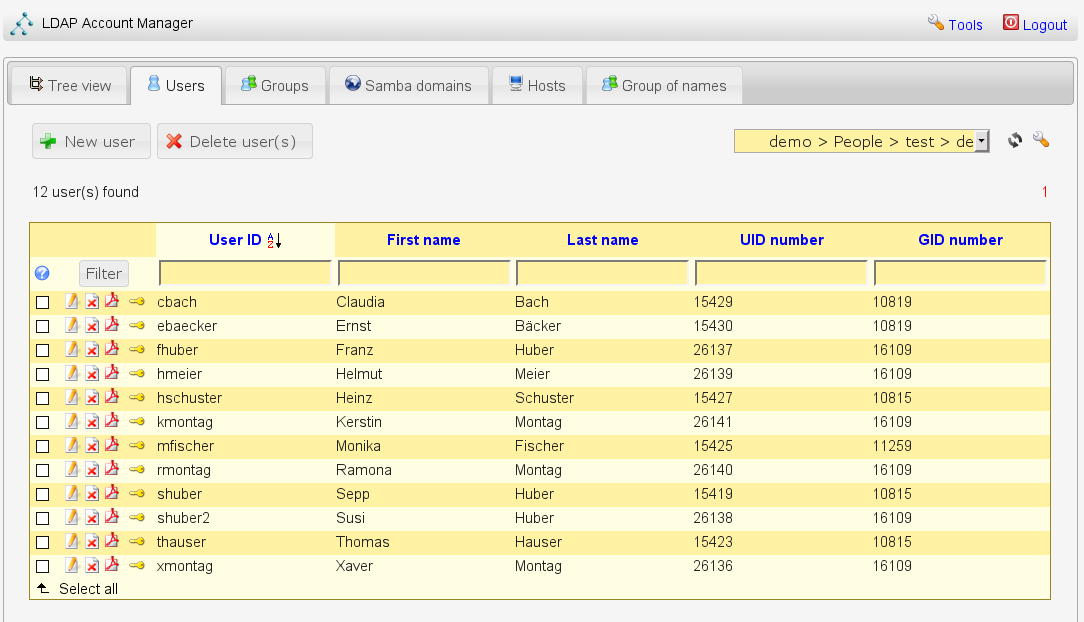 LDAP Account Manager Tools Logout
Tree view Users Groups Samba domains Hosts Group of names
New user Delete user(s) demo > People > test > de
12 user(s) found 1
User ID First name Last name UID number GID number
Filter
cbach Claudia Bach 15429 10819
ebaecker Ernst Bäcker 15430 10819
fhuber Franz Huber 26137 16109
hmeier Helmut Meier 26139 16109
hschuster Heinz Schuster 15427 10815
kmontag Kerstin Montag 26141 16109
mfischer Monika Fischer 15425 11259
rmontag Ramona Montag 26140 16109
shuber Sepp Huber 15419 10815
shuber2 Susi Huber 26138 16109
thauser Thomas Hauser 15423 10815
xmontag Xaver Montag 26136 16109
Select all